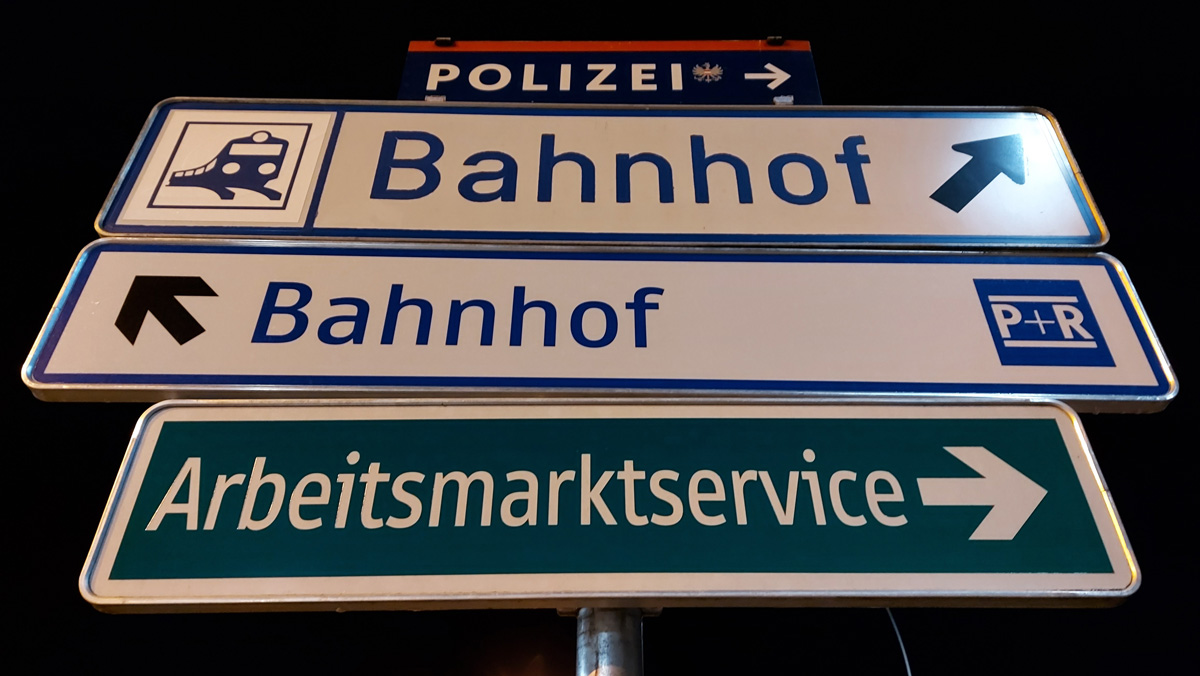 POLIZEI
Bahnhof
Bahnhof P+R
Arbeitsmarktservice